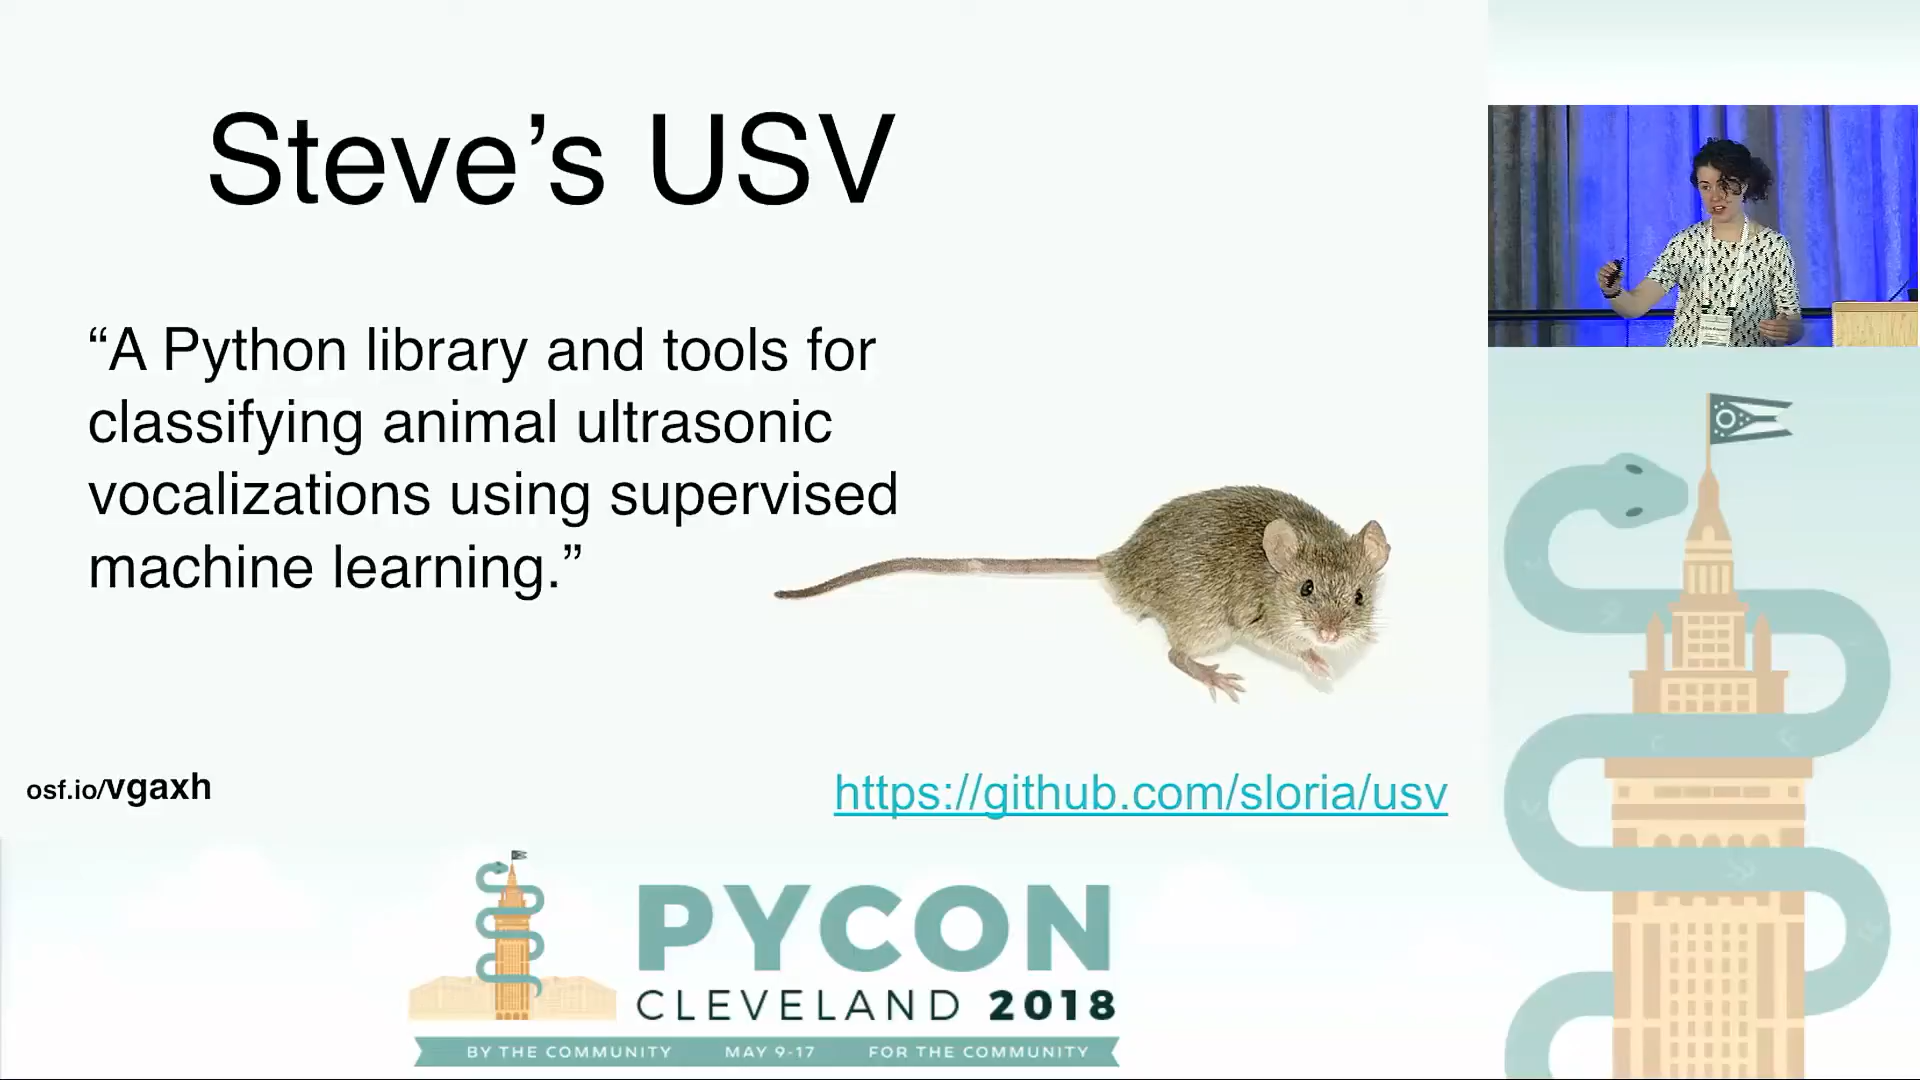 Steve’s USV
“A Python library and tools for
classifying animal ultrasonic
vocalizations using supervised
machine learning.”
osf.io/vgaxh
https://github.com/sloria/usv
PYCON
CLEVELAND 2018
BY THE COMMUNITY MAY 9-17 FOR THE COMMUNITY